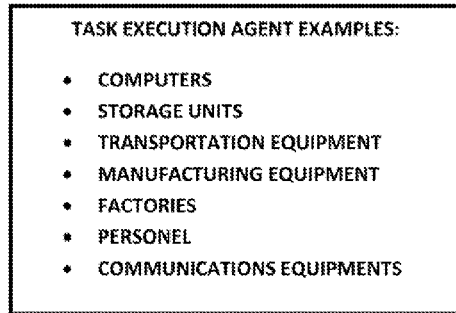 TASK EXECUTION AGENT EXAMPLES:
• COMPUTERS
• STORAGE UNITS
• TRANSPORTATION EQUIPMENT
• MANUFACTURING EQUIPMENT
• FACTORIES
• PERSONEL
• COMMUNICATIONS EQUIPMENTS